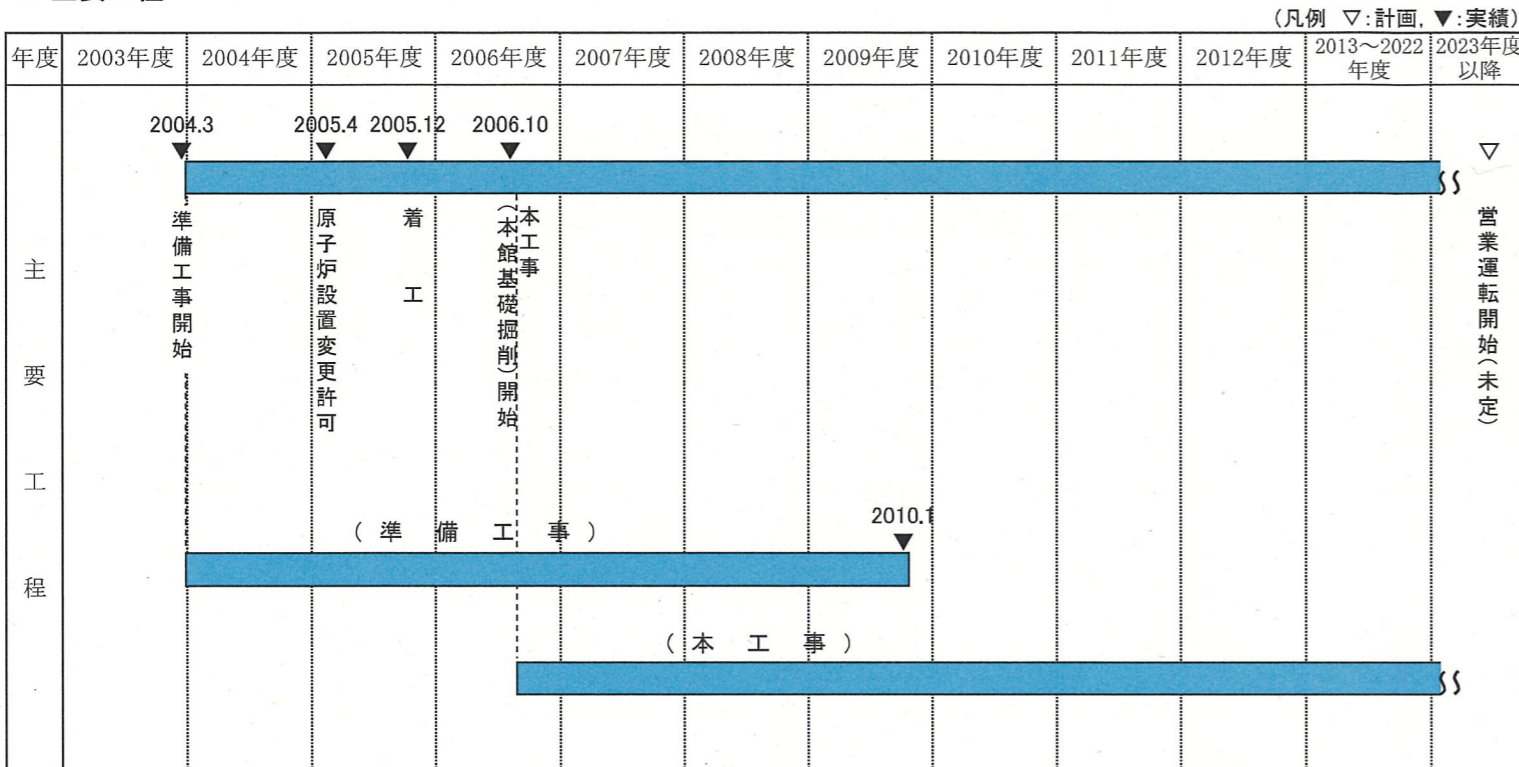 (凡例 ▽:計画, ▼:実績)
年度
2003年度
2004年度
2005年度
2006年度
2007年度
2008年度
2009年度
2010年度
2011年度
2012年度
2013～2022
年度
2023年度
以降
主要工程
2004.3
2005.4
2005.12
2006.10
▼
▼
▼
▼
▽
準備工事開始
原子炉設置変更許可
着工
本工事
(本館基礎掘削)開始
営業運転開始(未定)
(準備工事)
2010.1
▼
(本工事)